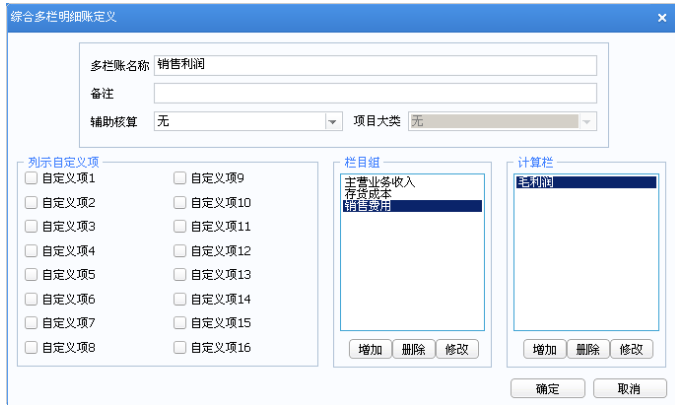 综合多栏明细账定义
多栏账名称 销售利润
备注
辅助核算 无 项目大类 无
列示自定义项 栏目组 计算栏
自定义项1 自定义项9 主营业务收入 毛利润
自定义项2 自定义项10 存货成本
自定义项3 自定义项11 销售费用
自定义项4 自定义项12
自定义项5 自定义项13
自定义项6 自定义项14
自定义项7 自定义项15
自定义项8 自定义项16 增加 删除 修改 增加 删除 修改
确定 取消